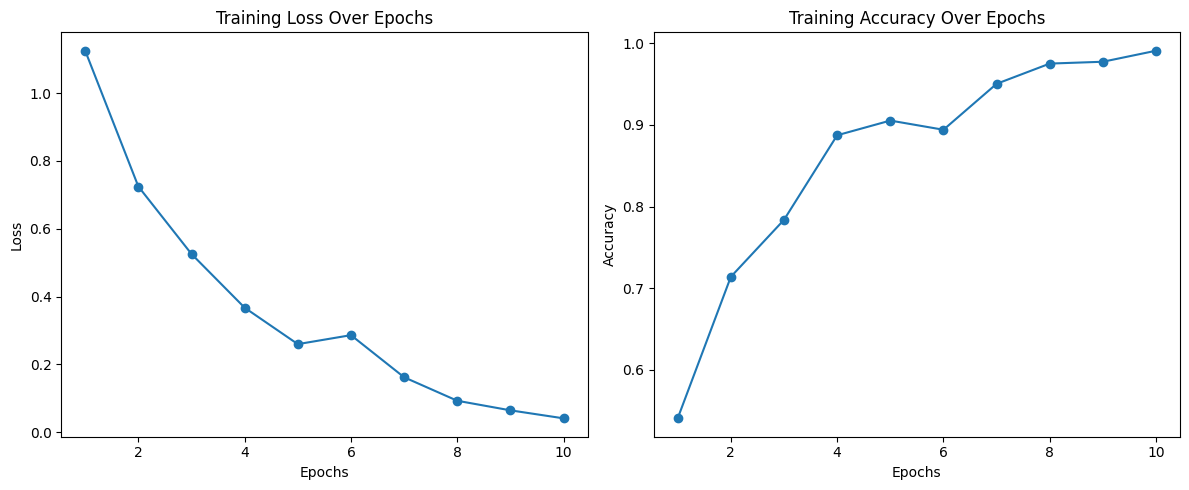 Training Loss Over Epochs
Loss
1.0
0.8
0.6
0.4
0.2
0.0
2 4 6 8 10
Epochs
Training Accuracy Over Epochs
Accuracy
1.0
0.9
0.8
0.7
0.6
2 4 6 8 10
Epochs